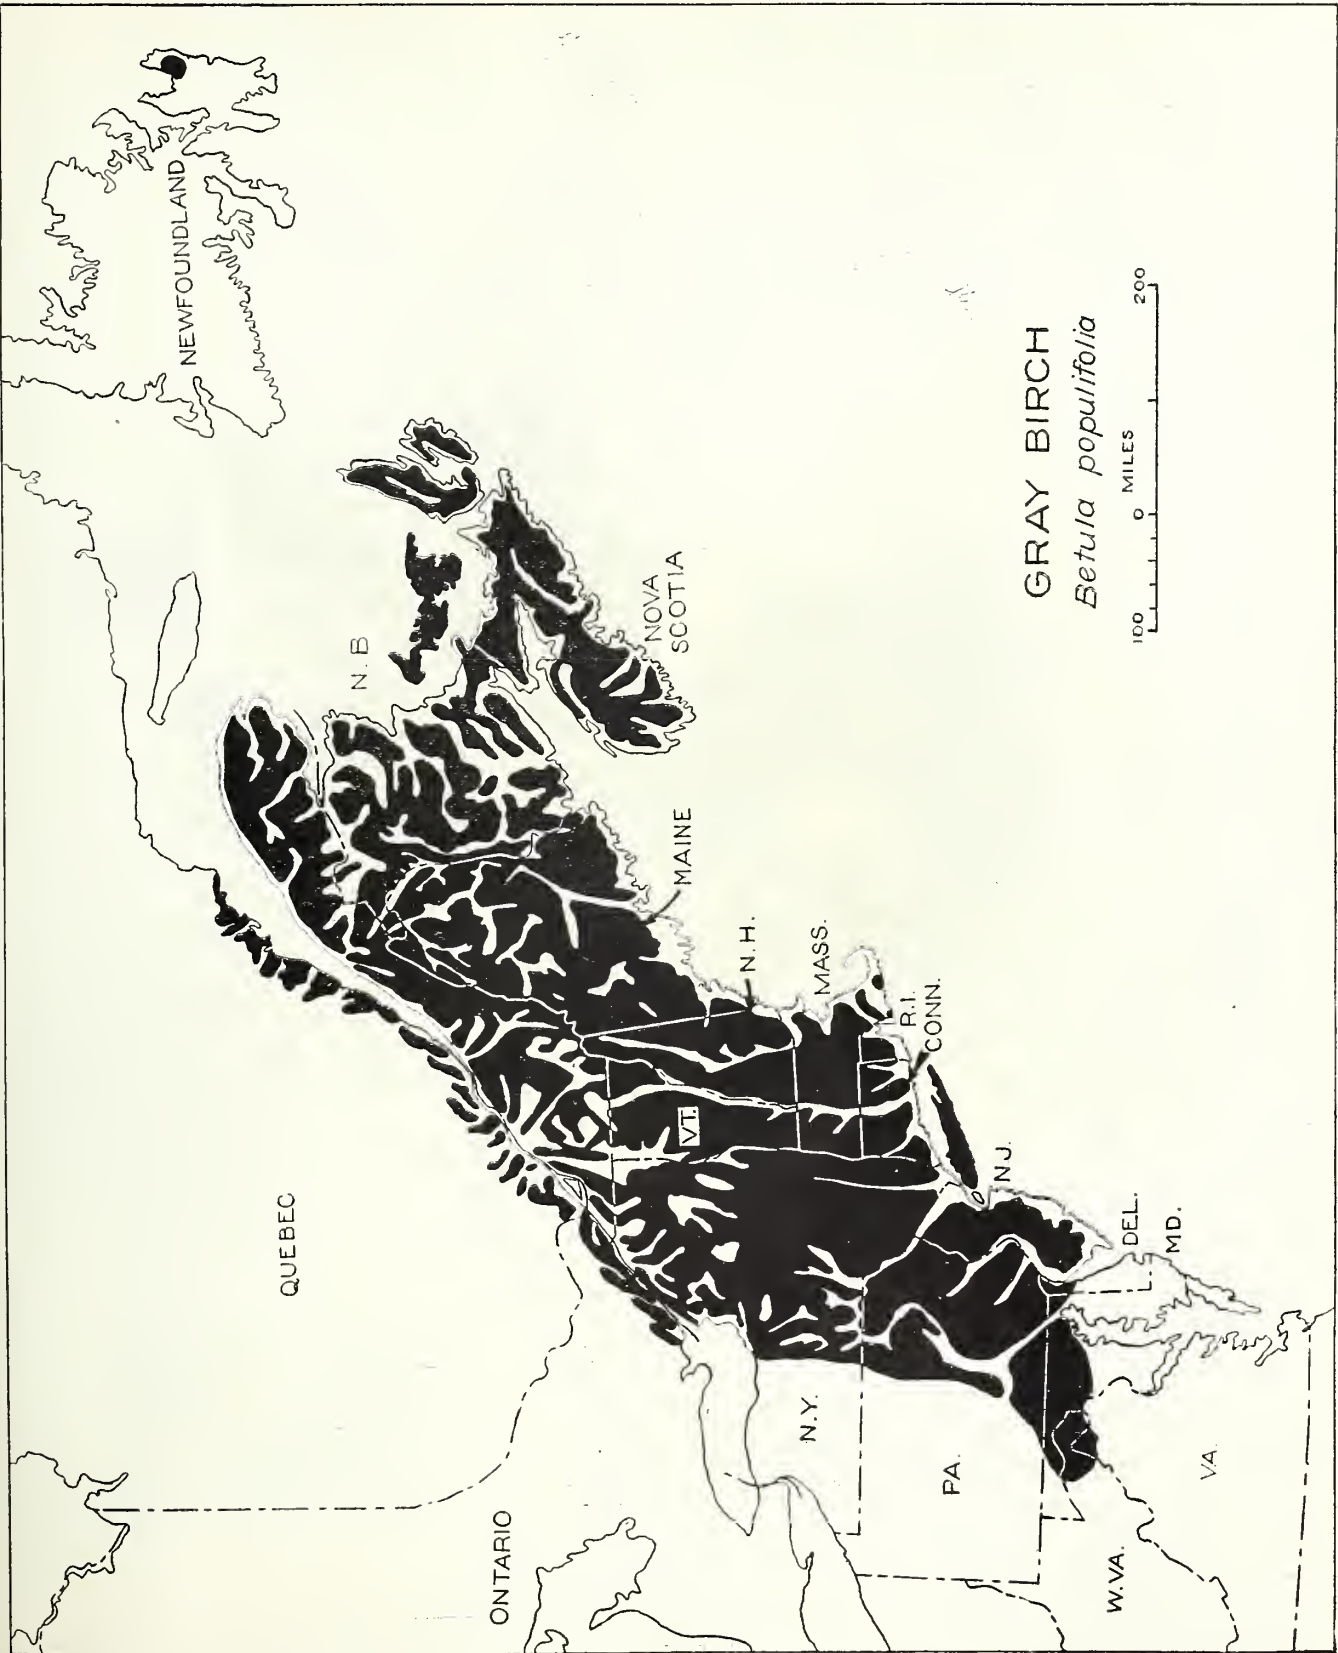 NEWFOUNDLAND
QUEBEC
N. B
NOVA
SCOTIA
MAINE
ONTARIO
VT.
N.H.
MASS.
R.I.
CONN.
N.Y.
PA.
N.J.
DEL.
MD.
W.VA.
VA.
GRAY BIRCH
Betula populifolia
MILES
100 0 200